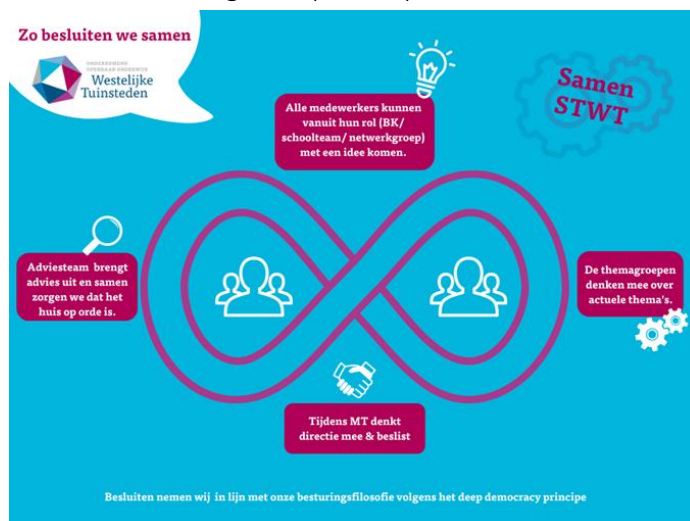 Zo besluiten we samen
ONDERNEMEND
OPENBAAR ONDERWIJS
Westelijke
Tuinsteden
Samen
STWT
Alle medewerkers kunnen
vanuit hun rol (BK/
schoolteam/ netwerkgroep)
met een idee komen.
Adviesteam brengt
advies uit en samen
zorgen we dat het
huis op orde is.
De themagroepen
denken mee over
actuele thema's.
Tijdens MT denkt
directie mee & beslist
Besluiten nemen wij in lijn met onze besturingsfilosofie volgens het deep democracy principe